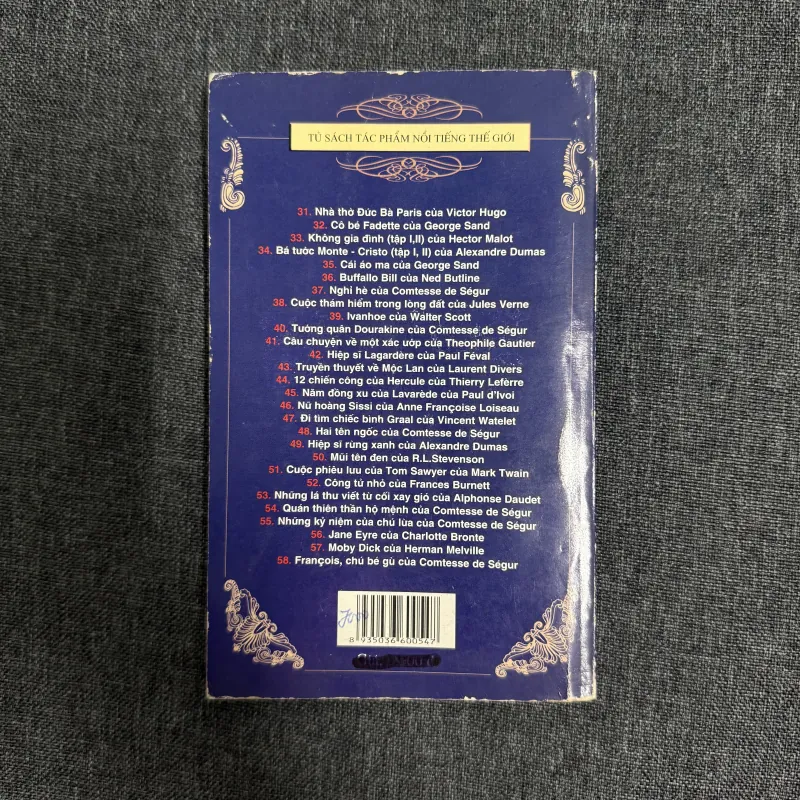 TỦ SÁCH TÁC PHẨM NỔI TIẾNG THẾ GIỚI
31. Nhà thờ Đức Bà Paris của Victor Hugo
32. Cô bé Fadette của George Sand
33. Không gia đình (tập I,II) của Hector Malot
34. Bá tước Monte - Cristo (tập I, II) của Alexandre Dumas
35. Cái áo ma của George Sand
36. Buffallo Bill của Ned Butline
37. Nghỉ hè của Comtesse de Ségur
38. Cuộc thám hiểm trong lòng đất của Jules Verne
39. Ivanhoe của Walter Scott
40. Tướng quân Dourakine của Comtesse de Ségur
41. Câu chuyện về một xác ướp của Theophile Gautier
42. Hiệp sĩ Lagardère của Paul Féval
43. Truyền thuyết về Mộc Lan của Laurent Divers
44. 12 chiến công của Hercule của Thierry Lefèrre
45. Năm đồng xu của Lavarède của Paul d'Ivoi
46. Nữ hoàng Sissi của Anne Françoise Loiseau
47. Đi tìm chiếc bình Graal của Vincent Watelet
48. Hai tên ngốc của Comtesse de Ségur
49. Hiệp sĩ rừng xanh của Alexandre Dumas
50. Mũi tên đen của R.L.Stevenson
51. Cuộc phiêu lưu của Tom Sawyer của Mark Twain
52. Công tử nhỏ của Frances Burnett
53. Những lá thư viết từ cối xay gió của Alphonse Daudet
54. Quán thiên thần hộ mệnh của Comtesse de Ségur
55. Những kỷ niệm của chú lừa của Comtesse de Ségur
56. Jane Eyre của Charlotte Bronte
57. Moby Dick của Herman Melville
58. François, chú bé gù của Comtesse de Ségur
8 935036 600547